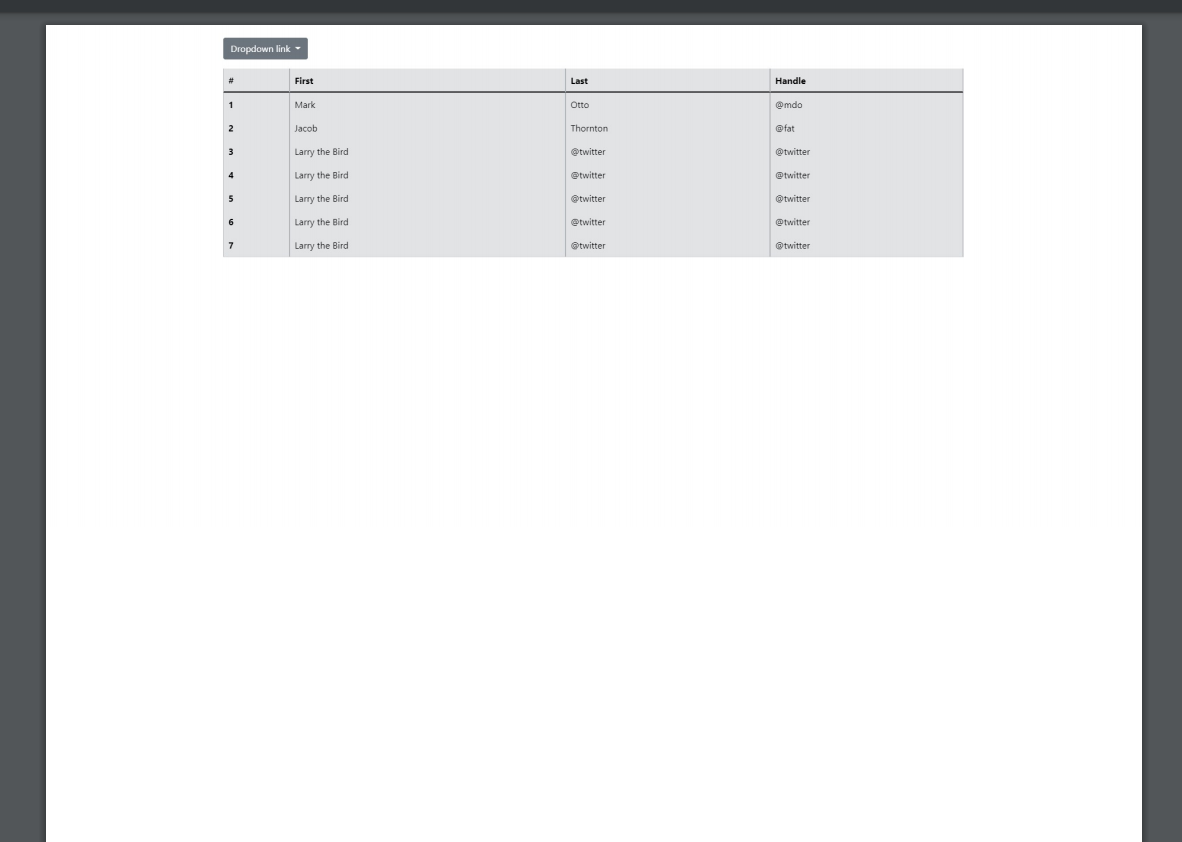 Dropdown link
# First Last Handle
1 Mark Otto @mdo
2 Jacob Thornton @fat
3 Larry the Bird @twitter @twitter
4 Larry the Bird @twitter @twitter
5 Larry the Bird @twitter @twitter
6 Larry the Bird @twitter @twitter
7 Larry the Bird @twitter @twitter